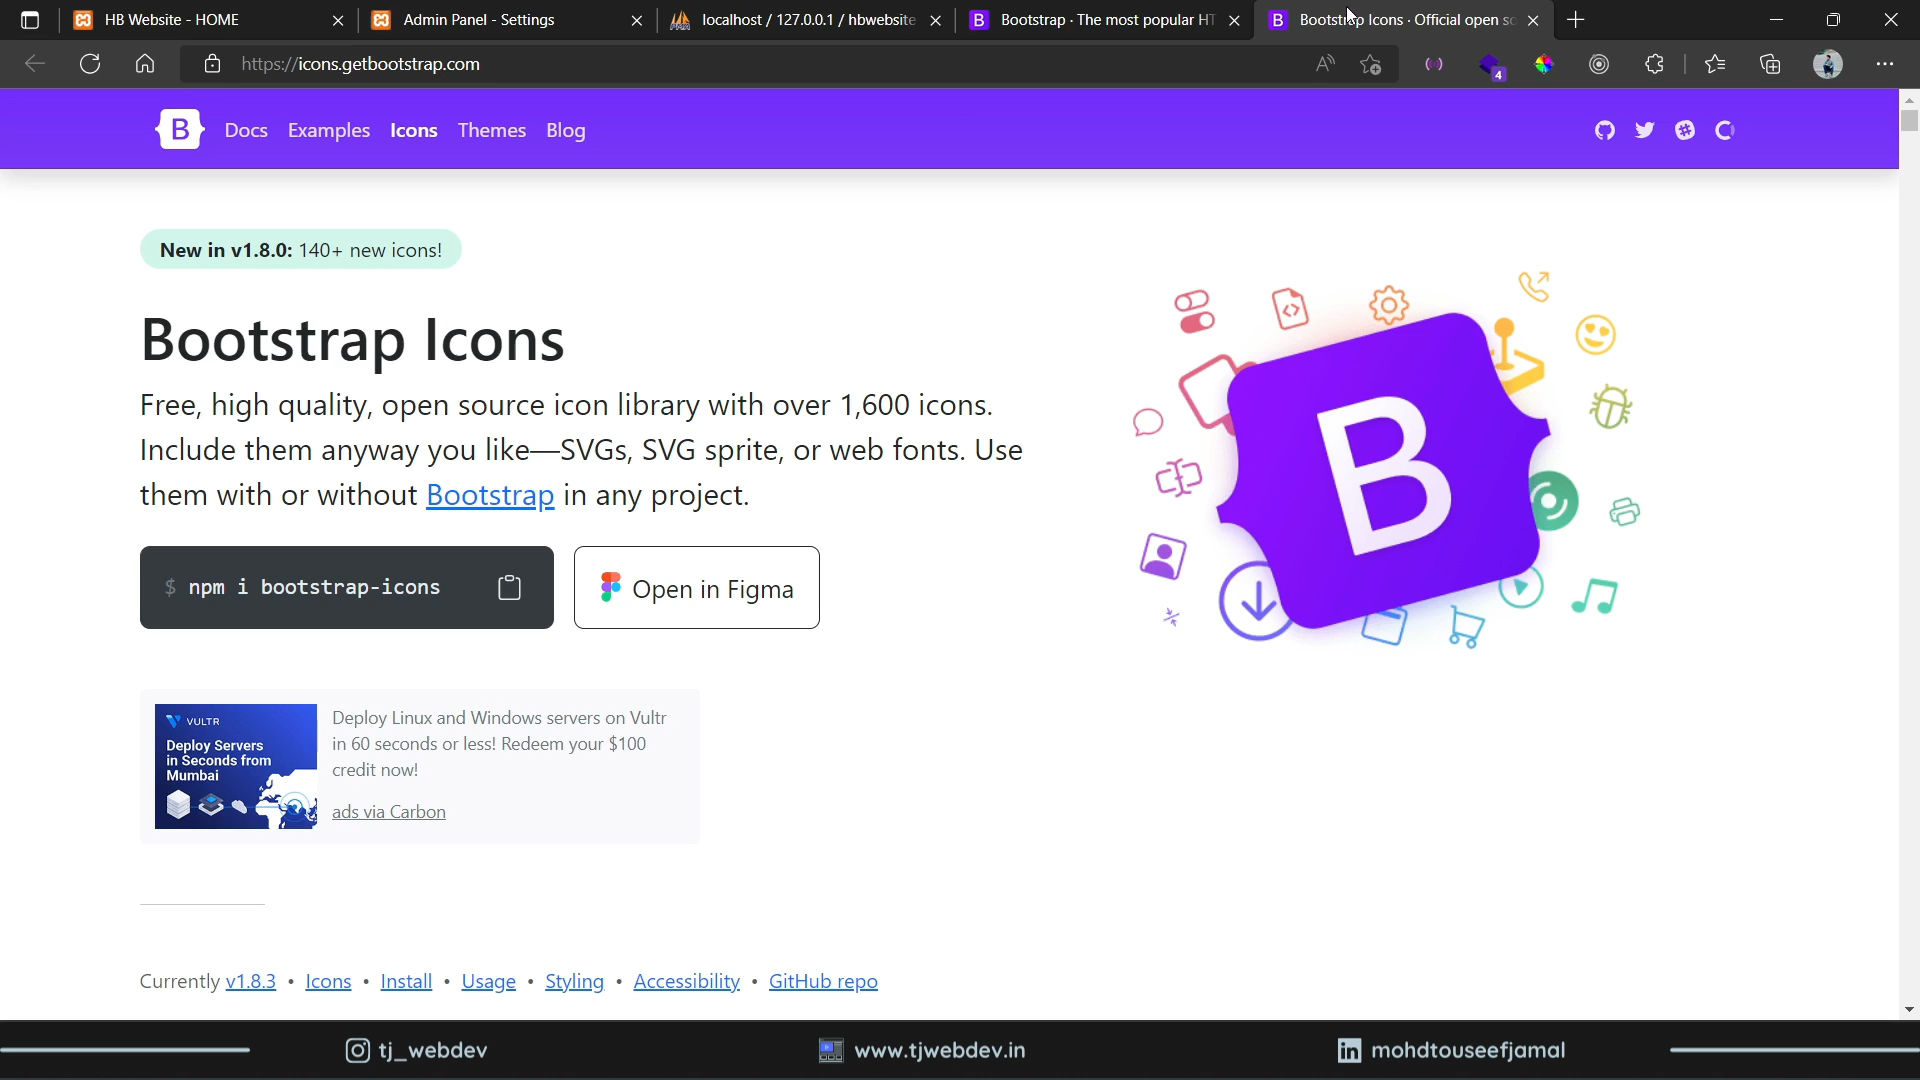 HB Website - HOME
Admin Panel - Settings
localhost / 127.0.0.1 / hbwebsite
Bootstrap · The most popular HT
Bootstrap Icons · Official open so
https://icons.getbootstrap.com
4
B Docs Examples Icons Themes Blog
New in v1.8.0: 140+ new icons!
Bootstrap Icons
Free, high quality, open source icon library with over 1,600 icons.
Include them anyway you like—SVGs, SVG sprite, or web fonts. Use
them with or without Bootstrap in any project.
$ npm i bootstrap-icons
Open in Figma
B
VULTR
Deploy Servers
in Seconds from
Mumbai
Deploy Linux and Windows servers on Vultr
in 60 seconds or less! Redeem your $100
credit now!
ads via Carbon
Currently v1.8.3 • Icons • Install • Usage • Styling • Accessibility • GitHub repo
tj_webdev
www.tjwebdev.in
mohdtouseefjamal